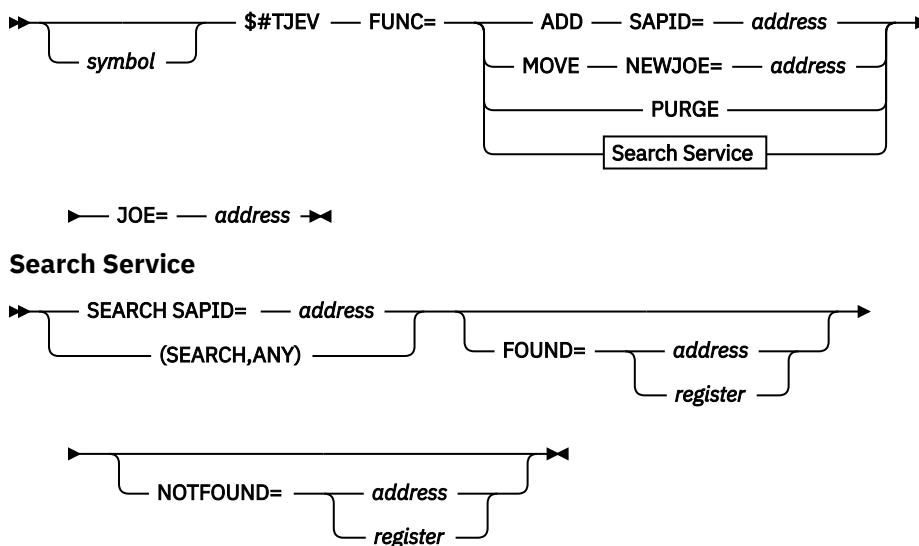 $#TJEV FUNC= ADD SAPID= address
symbol
MOVE NEWJOE= address
PURGE
Search Service
JOE= address
Search Service
SEARCH SAPID= address
(SEARCH,ANY)
FOUND= address
register
NOTFOUND= address
register